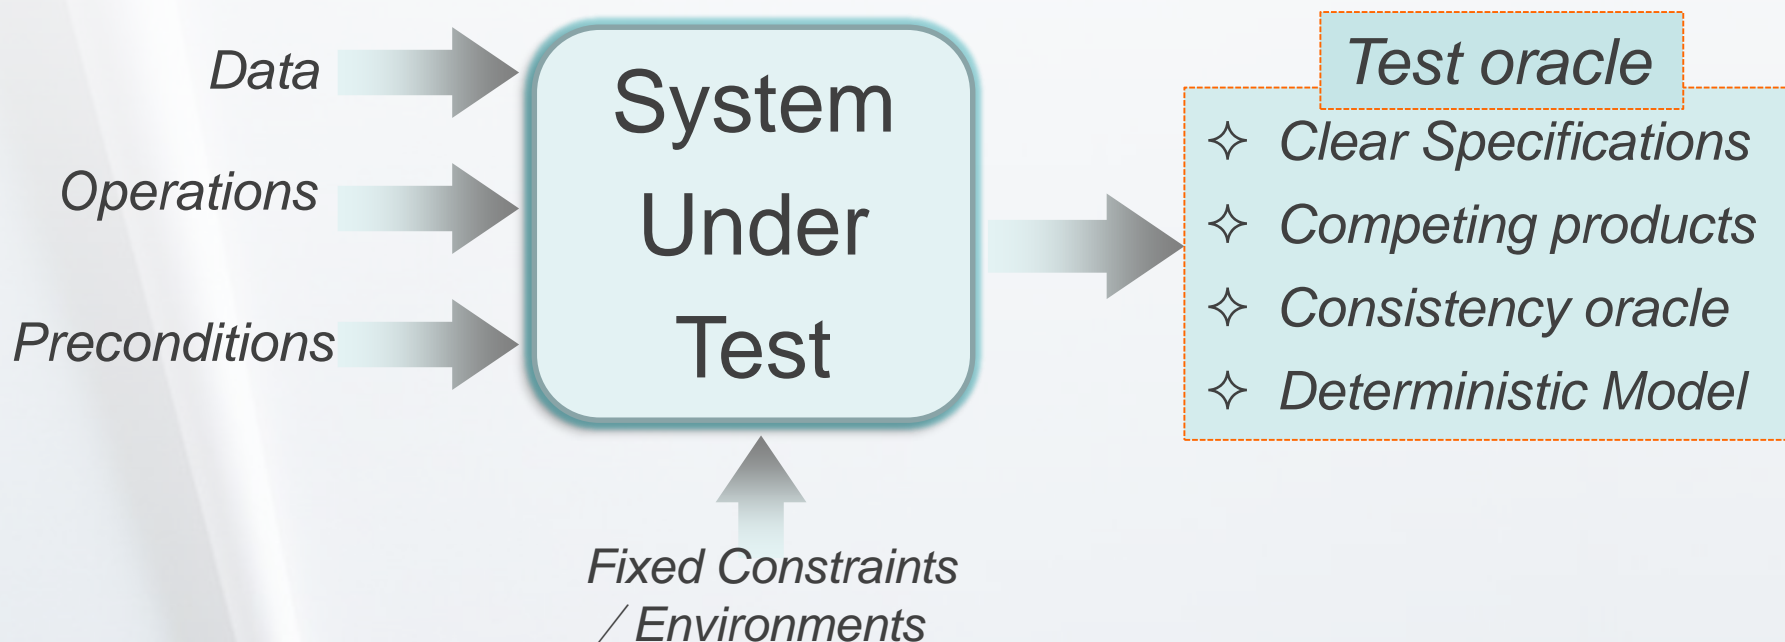 Data
Operations
Preconditions
System
Under
Test
Fixed Constraints
/ Environments
Test oracle
✧ Clear Specifications
✧ Competing products
✧ Consistency oracle
✧ Deterministic Model